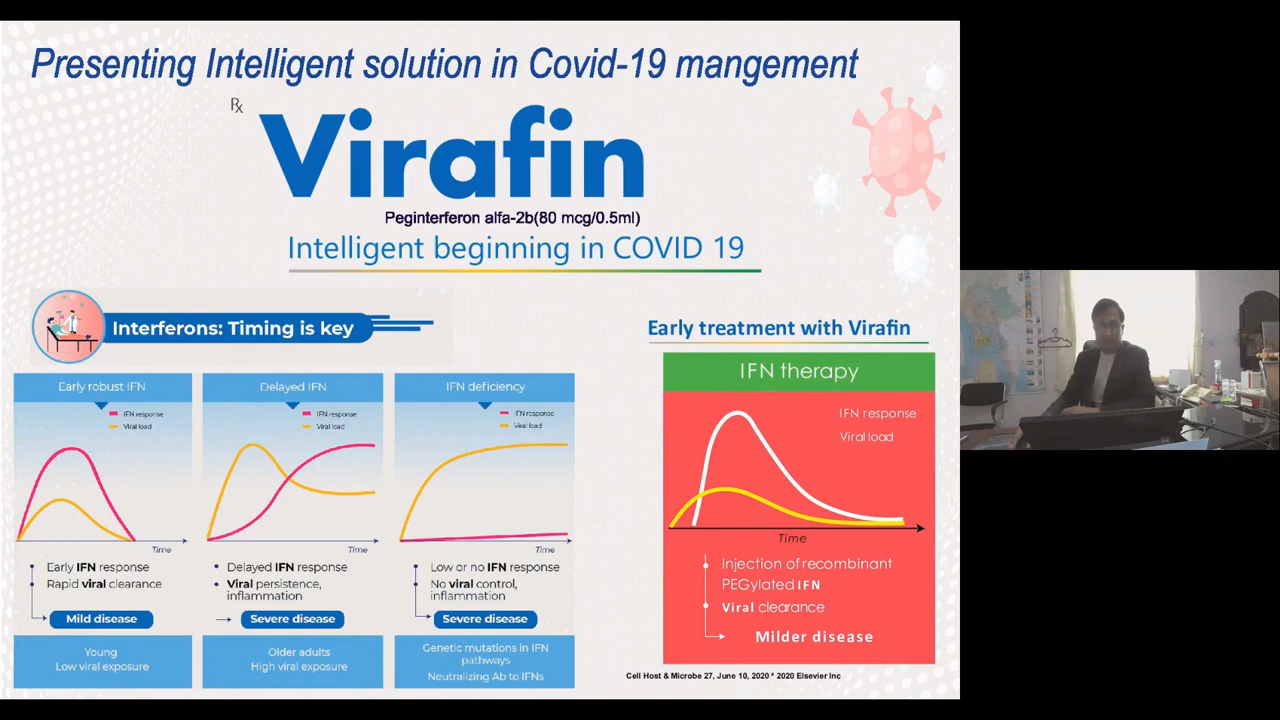 Presenting Intelligent solution in Covid-19 mangement
Rx
Virafin
Peginterferon alfa-2b(80 mcg/0.5ml)
Intelligent beginning in COVID 19
Interferons: Timing is key
Early robust IFN
IFN response
Viral load
Time
Early IFN response
Rapid viral clearance
Mild disease
Young
Low viral exposure
Delayed IFN
IFN response
Viral load
Time
Delayed IFN response
Viral persistence,
inflammation
Severe disease
Older adults
High viral exposure
IFN deficiency
IFN response
Viral load
Time
Low or no IFN response
No viral control,
inflammation
Severe disease
Genetic mutations in IFN
pathways
Neutralizing Ab to IFNs
Early treatment with Virafin
IFN therapy
IFN response
Viral load
Time
Injection of recombinant
PEGylated IFN
Viral clearance
Milder disease
Cell Host & Microbe 27, June 10, 2020 * 2020 Elsevier Inc